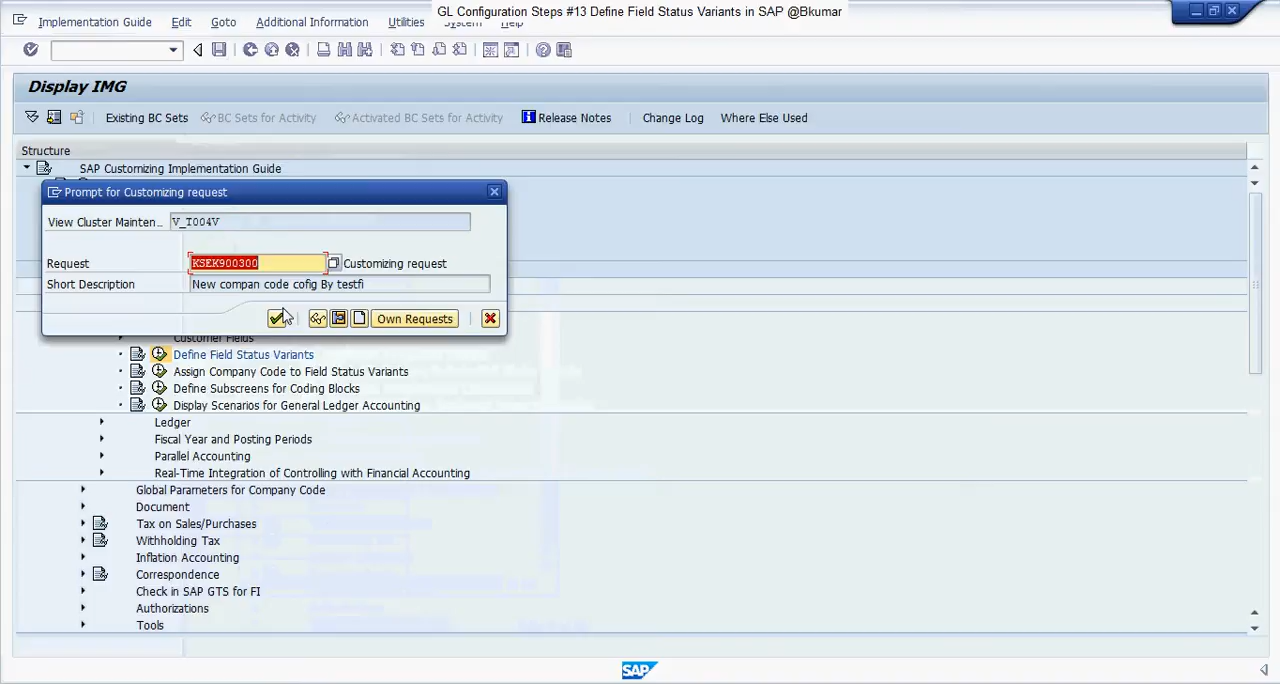 GL Configuration Steps #13 Define Field Status Variants in SAP @Bkumar
Implementation Guide Edit Goto Additional Information Utilities System Help
Display IMG
Existing BC Sets BC Sets for Activity Activated BC Sets for Activity Release Notes Change Log Where Else Used
Structure
SAP Customizing Implementation Guide
Prompt for Customizing request
View Cluster Mainten... V_T004V
Request KSEK900300 Customizing request
Short Description New compan code cofig By testfi
Own Requests
Customer Fields
Define Field Status Variants
Assign Company Code to Field Status Variants
Define Subscreens for Coding Blocks
Display Scenarios for General Ledger Accounting
Ledger
Fiscal Year and Posting Periods
Parallel Accounting
Real-Time Integration of Controlling with Financial Accounting
Global Parameters for Company Code
Document
Tax on Sales/Purchases
Withholding Tax
Inflation Accounting
Correspondence
Check in SAP GTS for FI
Authorizations
Tools
SAP